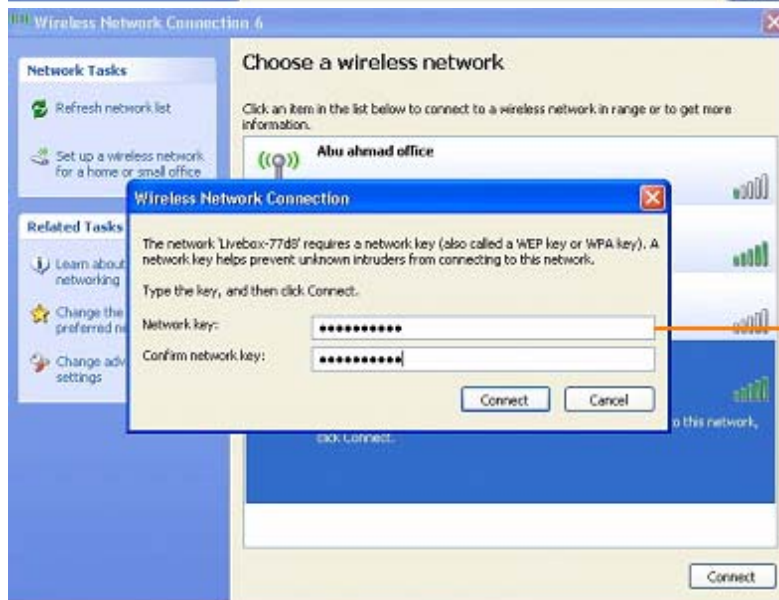 Wireless Network Connection 6
Network Tasks
Refresh network list
Set up a wireless network
for a home or small office
Related Tasks
Learn about
networking
Change the
preferred
Change
settings
Choose a wireless network
Click an item in the list below to connect to a wireless network in range or to get more
information.
Abu ahmad office
Wireless Network Connection
The network 'Livebox-77d8' requires a network key (also called a WEP key or WPA key). A
network key helps prevent unknown intruders from connecting to this network.
Type the key, and then click Connect.
Network key:
Confirm network key:
Connect
Cancel
to this network,
click Connect.
Connect